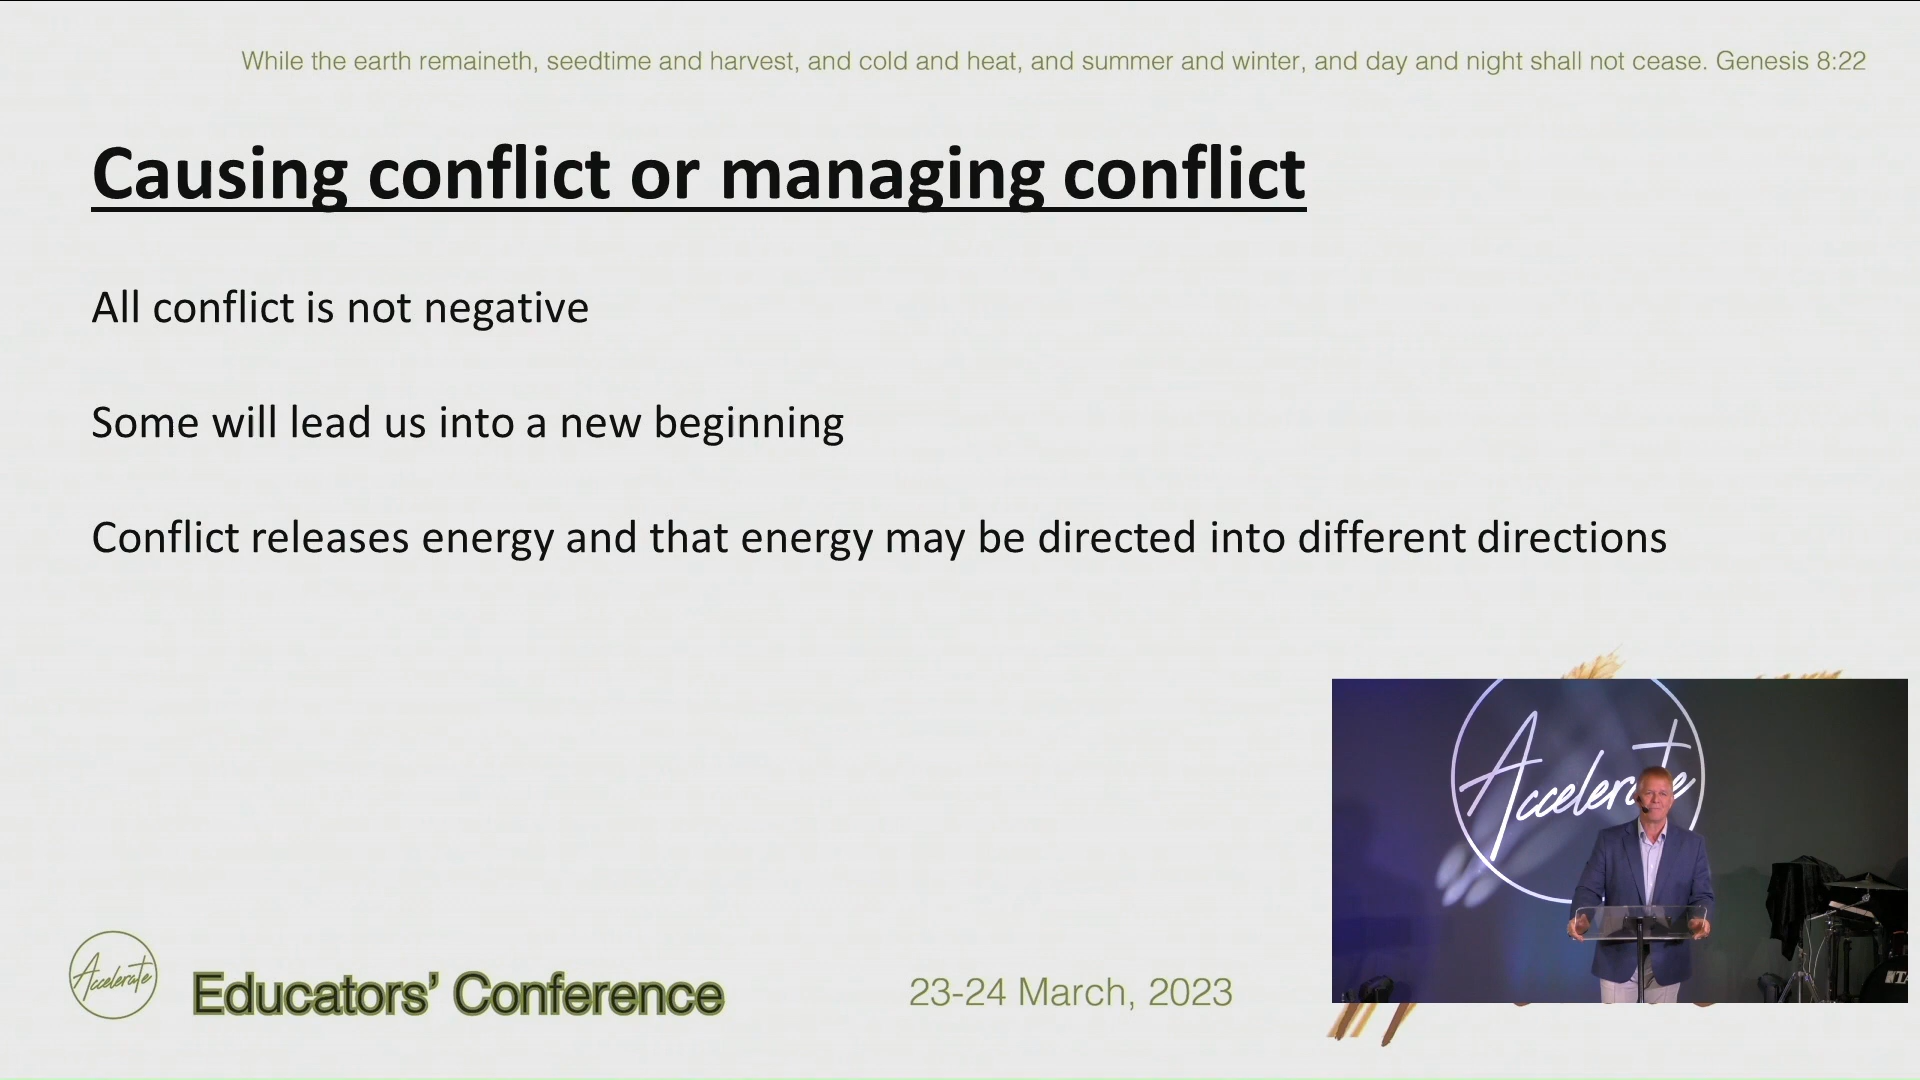 While the earth remaineth, seedtime and harvest, and cold and heat, and summer and winter, and day and night shall not cease. Genesis 8:22
Causing conflict or managing conflict
All conflict is not negative
Some will lead us into a new beginning
Conflict releases energy and that energy may be directed into different directions
Accelerate
Accelerate
Educators’ Conference
23-24 March, 2023